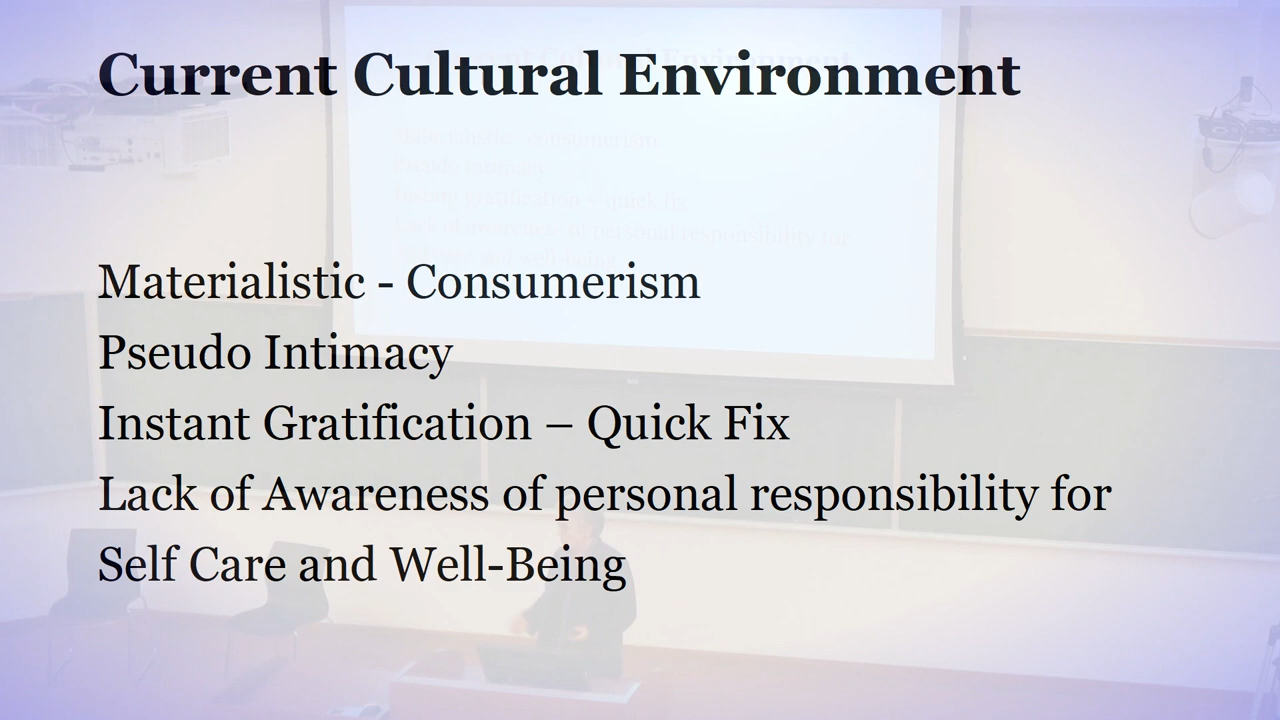 Current Cultural Environment
Materialistic - Consumerism
Pseudo Intimacy
Instant Gratification – Quick Fix
Lack of Awareness of personal responsibility for
Self Care and Well-Being